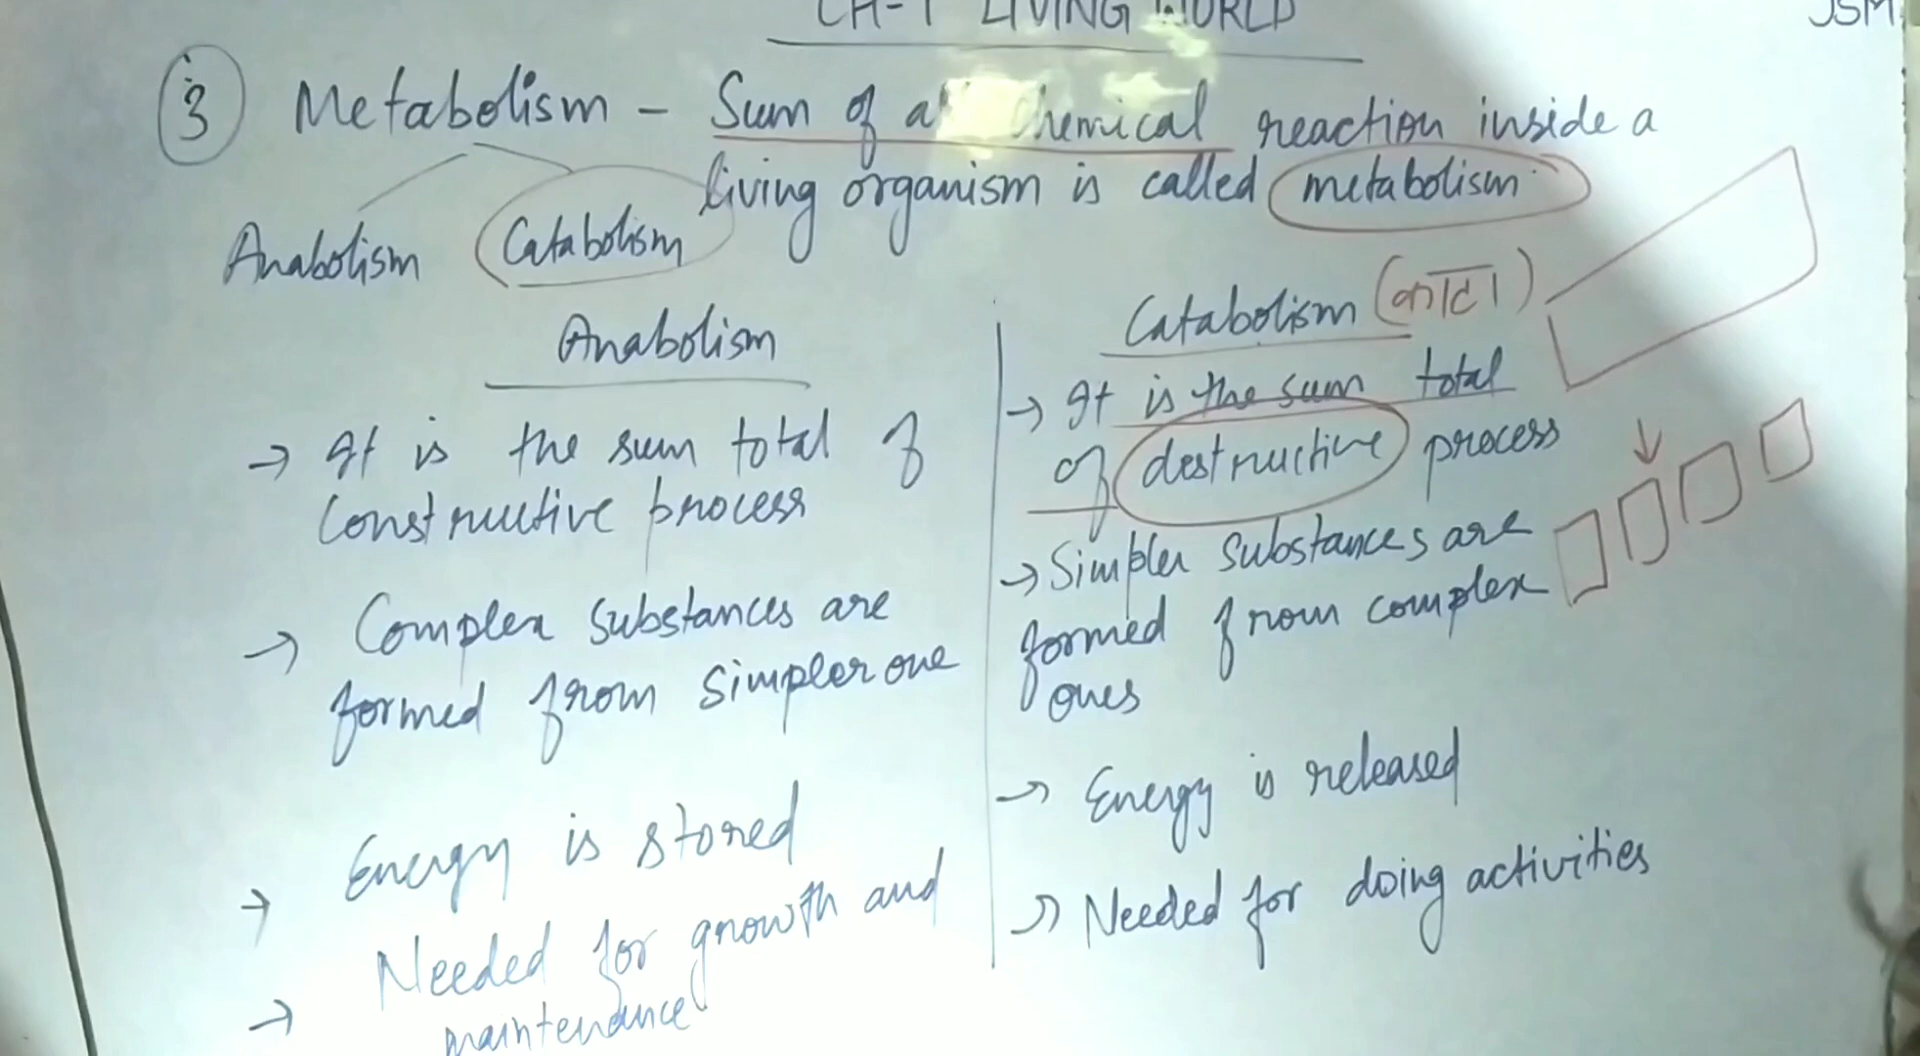 CH-1 LIVING WORLD
JSM
3 Metabolism - Sum of chemical reaction inside a
living organism is called metabolism
Anabolism Catabolism
Anabolism
→ It is the sum total of
Constructive process
→ Complex substances are
formed from simpler one
→ Energy is stored
→ Needed for growth and
maintenance
Catabolism (काटा)
→ It is the sum total
of destructive process
→ Simpler substances are
formed from complex
ones
→ Energy is released
→ Needed for doing activities